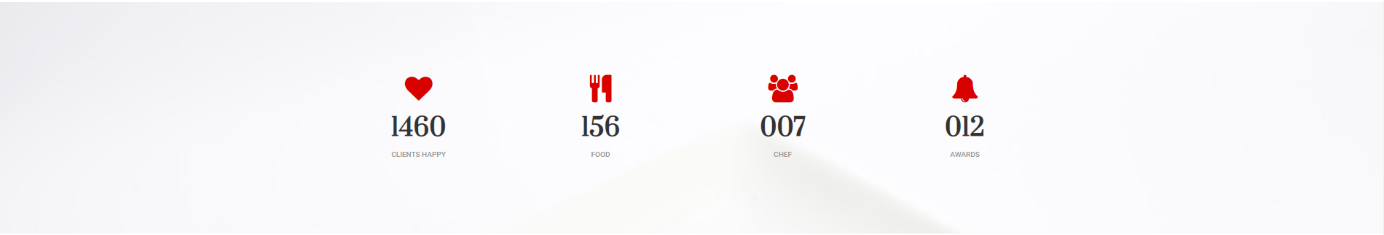 1460
156
007
012
CLIENTS HAPPY
FOOD
CHEF
AWARDS